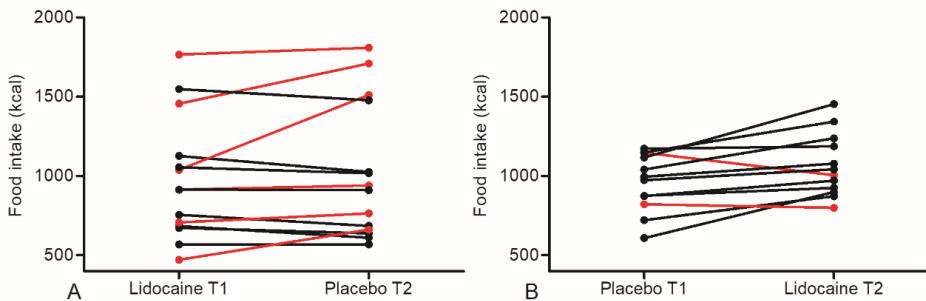 2000
1500
1000
500
Food intake (kcal)
A
Lidocaine T1
Placebo T2
2000
1500
1000
500
Food intake (kcal)
B
Placebo T1
Lidocaine T2